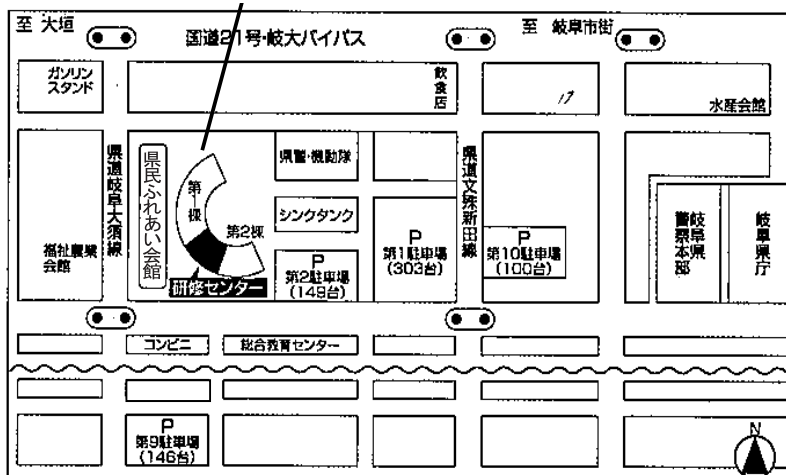 至 大垣
国道21号・岐大バイパス
至 岐阜市街
ガソリン
スタンド
飲食店
17
水産会館
県道岐阜大須線
県民ふれあい会館
第1棟
第2棟
研修センター
県警・機動隊
シンクタンク
P
第2駐車場
(149台)
P
第1駐車場
(303台)
県道文殊新田線
P
第10駐車場
(100台)
岐阜県
警察本部
岐阜県庁
福祉農業
会館
コンビニ
総合教育センター
P
第9駐車場
(146台)
N